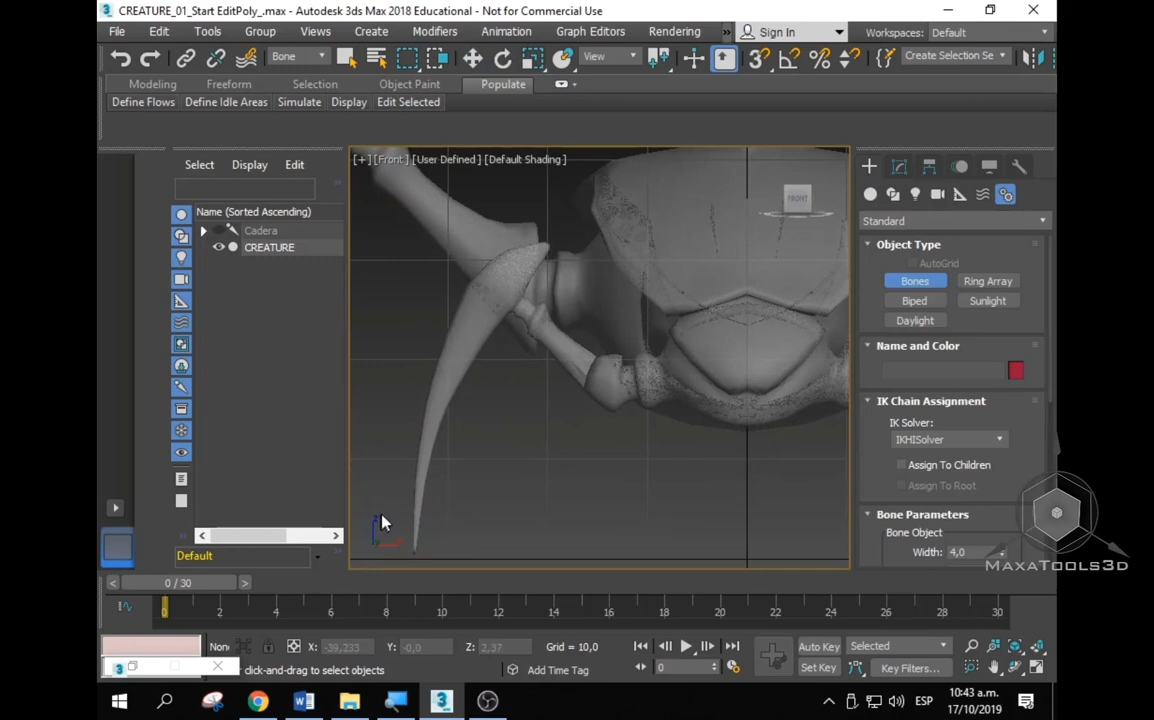 CREATURE_01_Start EditPoly_.max - Autodesk 3ds Max 2018 Educational - Not for Commercial Use
File Edit Tools Group Views Create Modifiers Animation Graph Editors Rendering » Sign In Workspaces: Default
Bone View Create Selection Se
Modeling Freeform Selection Object Paint Populate
Define Flows Define Idle Areas Simulate Display Edit Selected
Select Display Edit
[+] [Front ] [User Defined ] [Default Shading ]
FRONT
Name (Sorted Ascending)
Cadera
CREATURE
Standard
Object Type
AutoGrid
Bones Ring Array
Biped Sunlight
Daylight
Name and Color
IK Chain Assignment
IK Solver:
IKHISolver
Assign To Children
Assign To Root
Bone Parameters
Bone Object
Width: 4,0
MAXATOOLS3D
Default
0 / 30
0 2 4 6 8 10 12 14 16 18 20 22 24 26 28 30
Non X: -39,233 Y: -0,0 Z: 2,37 Grid = 10,0 Auto Key Selected
click-and-drag to select objects Add Time Tag 0 Set Key Key Filters...
ESP 10:43 a.m.
17/10/2019